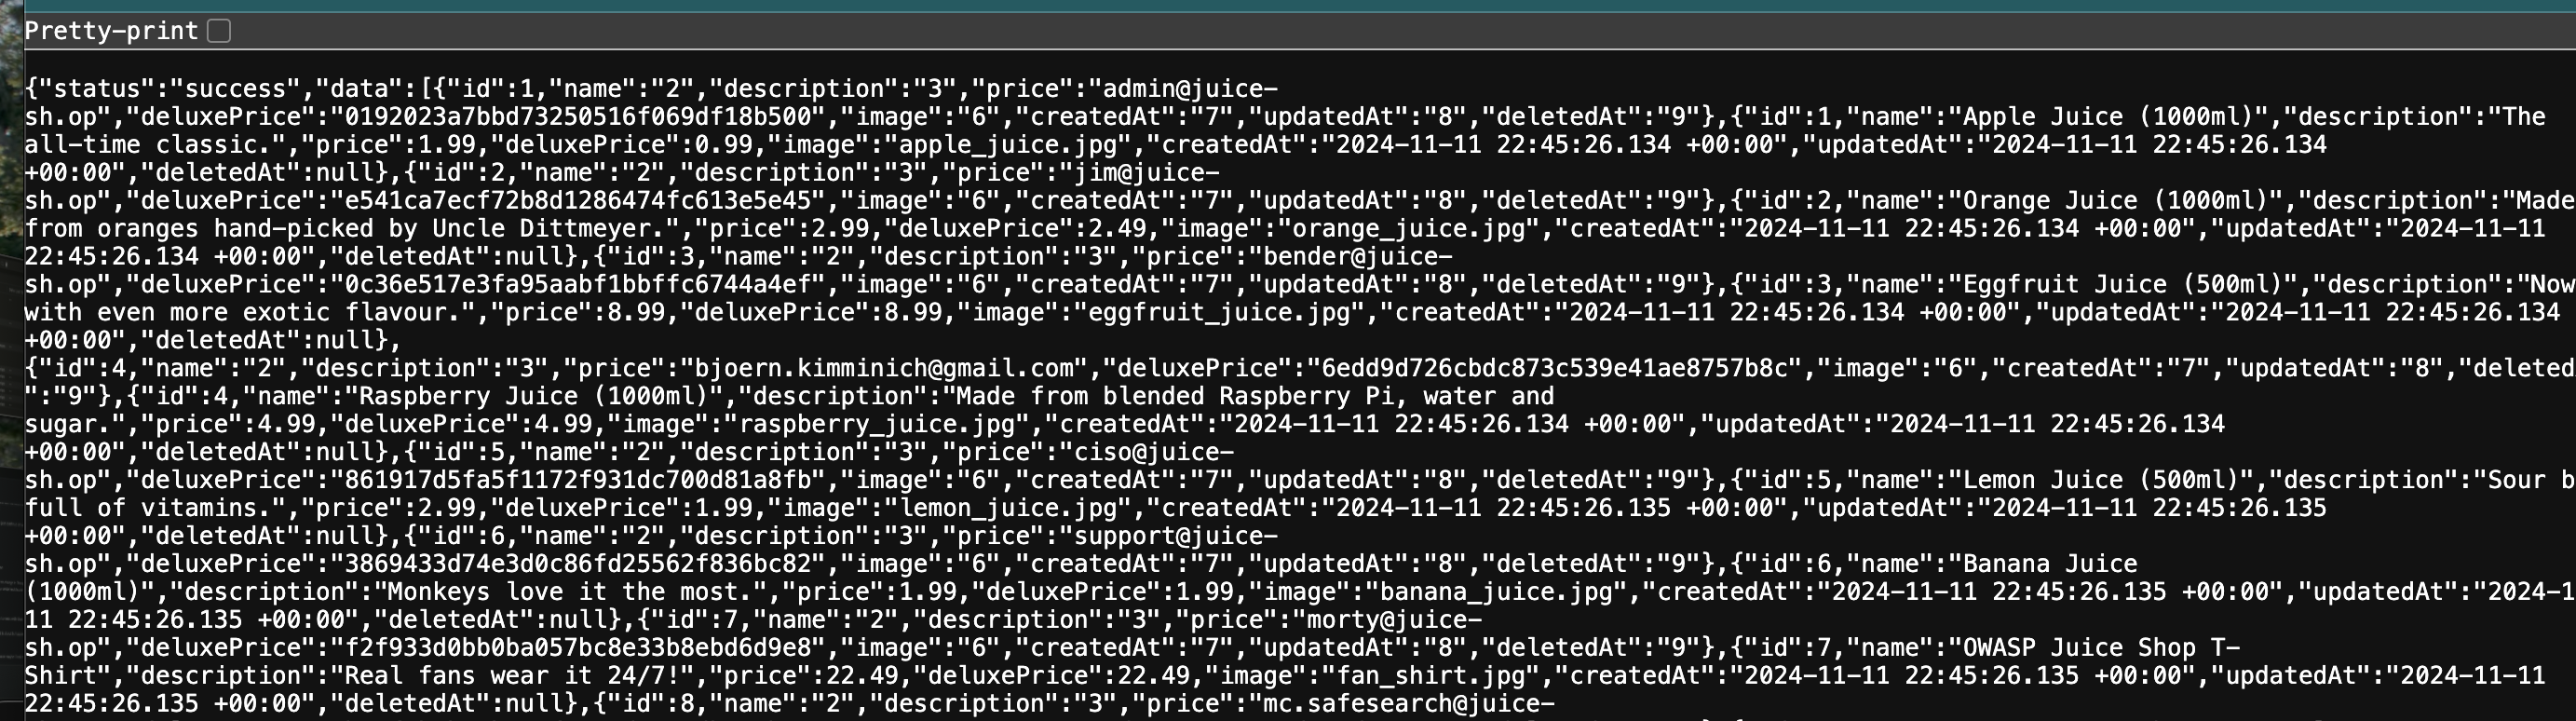 Pretty-print
{"status":"success","data":[{"id":1,"name":"2","description":"3","price":"admin@juice-
sh.op","deluxePrice":"0192023a7bbd73250516f069df18b500","image":"6","createdAt":"7","updatedAt":"8","deletedAt":"9"},{"id":1,"name":"Apple Juice (1000ml)","description":"The
all-time classic.","price":1.99,"deluxePrice":0.99,"image":"apple_juice.jpg","createdAt":"2024-11-11 22:45:26.134 +00:00","updatedAt":"2024-11-11 22:45:26.134
+00:00","deletedAt":null},{"id":2,"name":"2","description":"3","price":"jim@juice-
sh.op","deluxePrice":"e541ca7ecf72b8d1286474fc613e5e45","image":"6","createdAt":"7","updatedAt":"8","deletedAt":"9"},{"id":2,"name":"Orange Juice (1000ml)","description":"Made
from oranges hand-picked by Uncle Dittmeyer.","price":2.99,"deluxePrice":2.49,"image":"orange_juice.jpg","createdAt":"2024-11-11 22:45:26.134 +00:00","updatedAt":"2024-11-11
22:45:26.134 +00:00","deletedAt":null},{"id":3,"name":"2","description":"3","price":"bender@juice-
sh.op","deluxePrice":"0c36e517e3fa95aabf1bbffc6744a4ef","image":"6","createdAt":"7","updatedAt":"8","deletedAt":"9"},{"id":3,"name":"Eggfruit Juice (500ml)","description":"Now
with even more exotic flavour.","price":8.99,"deluxePrice":8.99,"image":"eggfruit_juice.jpg","createdAt":"2024-11-11 22:45:26.134 +00:00","updatedAt":"2024-11-11 22:45:26.134
+00:00","deletedAt":null},
{"id":4,"name":"2","description":"3","price":"bjoern.kimminich@gmail.com","deluxePrice":"6edd9d726cbdc873c539e41ae8757b8c","image":"6","createdAt":"7","updatedAt":"8","deleted
":"9"},{"id":4,"name":"Raspberry Juice (1000ml)","description":"Made from blended Raspberry Pi, water and
sugar.","price":4.99,"deluxePrice":4.99,"image":"raspberry_juice.jpg","createdAt":"2024-11-11 22:45:26.134 +00:00","updatedAt":"2024-11-11 22:45:26.134
+00:00","deletedAt":null},{"id":5,"name":"2","description":"3","price":"ciso@juice-
sh.op","deluxePrice":"861917d5fa5f1172f931dc700d81a8fb","image":"6","createdAt":"7","updatedAt":"8","deletedAt":"9"},{"id":5,"name":"Lemon Juice (500ml)","description":"Sour b
full of vitamins.","price":2.99,"deluxePrice":1.99,"image":"lemon_juice.jpg","createdAt":"2024-11-11 22:45:26.135 +00:00","updatedAt":"2024-11-11 22:45:26.135
+00:00","deletedAt":null},{"id":6,"name":"2","description":"3","price":"support@juice-
sh.op","deluxePrice":"3869433d74e3d0c86fd25562f836bc82","image":"6","createdAt":"7","updatedAt":"8","deletedAt":"9"},{"id":6,"name":"Banana Juice
(1000ml)","description":"Monkeys love it the most.","price":1.99,"deluxePrice":1.99,"image":"banana_juice.jpg","createdAt":"2024-11-11 22:45:26.135 +00:00","updatedAt":"2024-1
11 22:45:26.135 +00:00","deletedAt":null},{"id":7,"name":"2","description":"3","price":"morty@juice-
sh.op","deluxePrice":"f2f933d0bb0ba057bc8e33b8ebd6d9e8","image":"6","createdAt":"7","updatedAt":"8","deletedAt":"9"},{"id":7,"name":"OWASP Juice Shop T-
Shirt","description":"Real fans wear it 24/7!","price":22.49,"deluxePrice":22.49,"image":"fan_shirt.jpg","createdAt":"2024-11-11 22:45:26.135 +00:00","updatedAt":"2024-11-11
22:45:26.135 +00:00","deletedAt":null},{"id":8,"name":"2","description":"3","price":"mc.safesearch@juice-